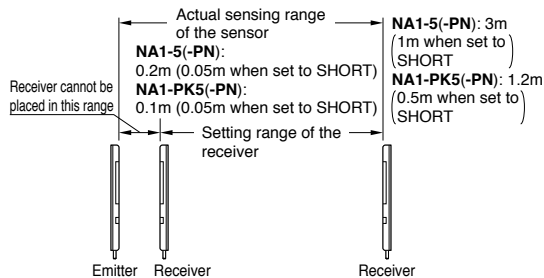 Actual sensing range
of the sensor
NA1-5(-PN):
0.2m (0.05m when set to SHORT)
NA1-PK5(-PN):
0.1m (0.05m when set to SHORT)
NA1-5(-PN): 3m
(1m when set to
SHORT)
NA1-PK5(-PN): 1.2m
(0.5m when set to
SHORT)
Receiver cannot be
placed in this range
Setting range of the
receiver
Emitter
Receiver
Receiver